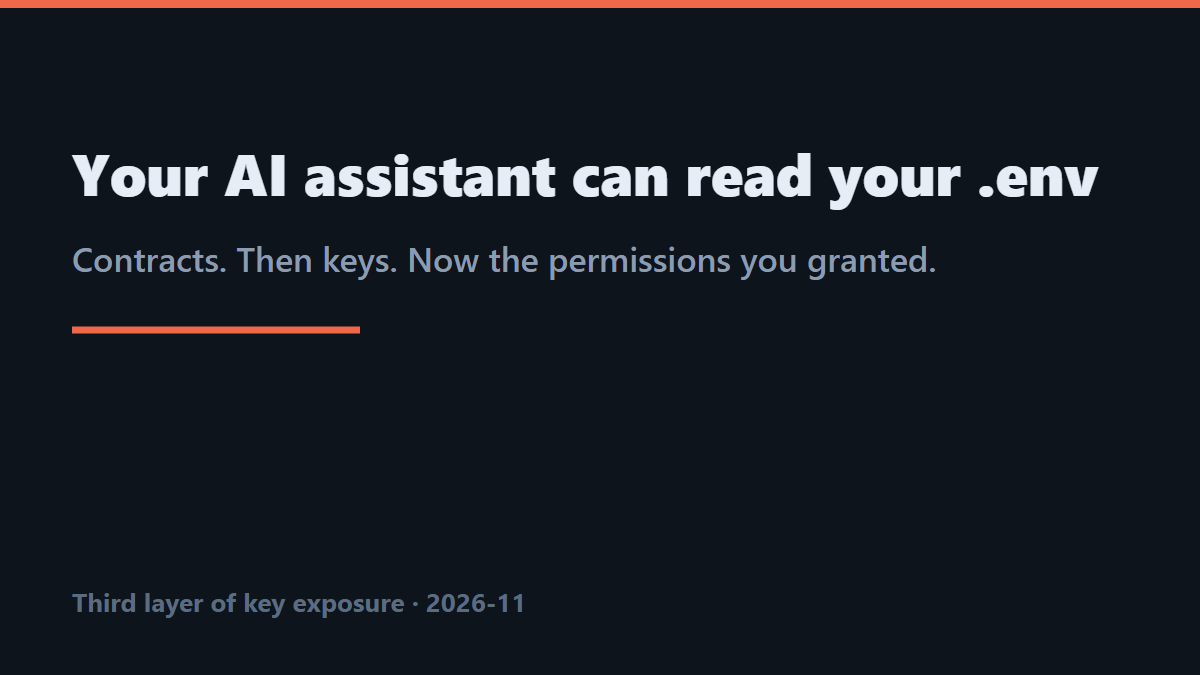 Your AI assistant can read your .env
Contracts. Then keys. Now the permissions you granted.
Third layer of key exposure · 2026-11